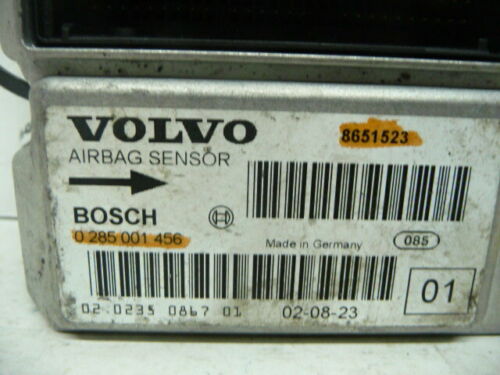 VOLVO
8651523
AIRBAG SENSOR
BOSCH
0 285 001 456
Made in Germany
085
01
02.0235 0867 01
02-08-23